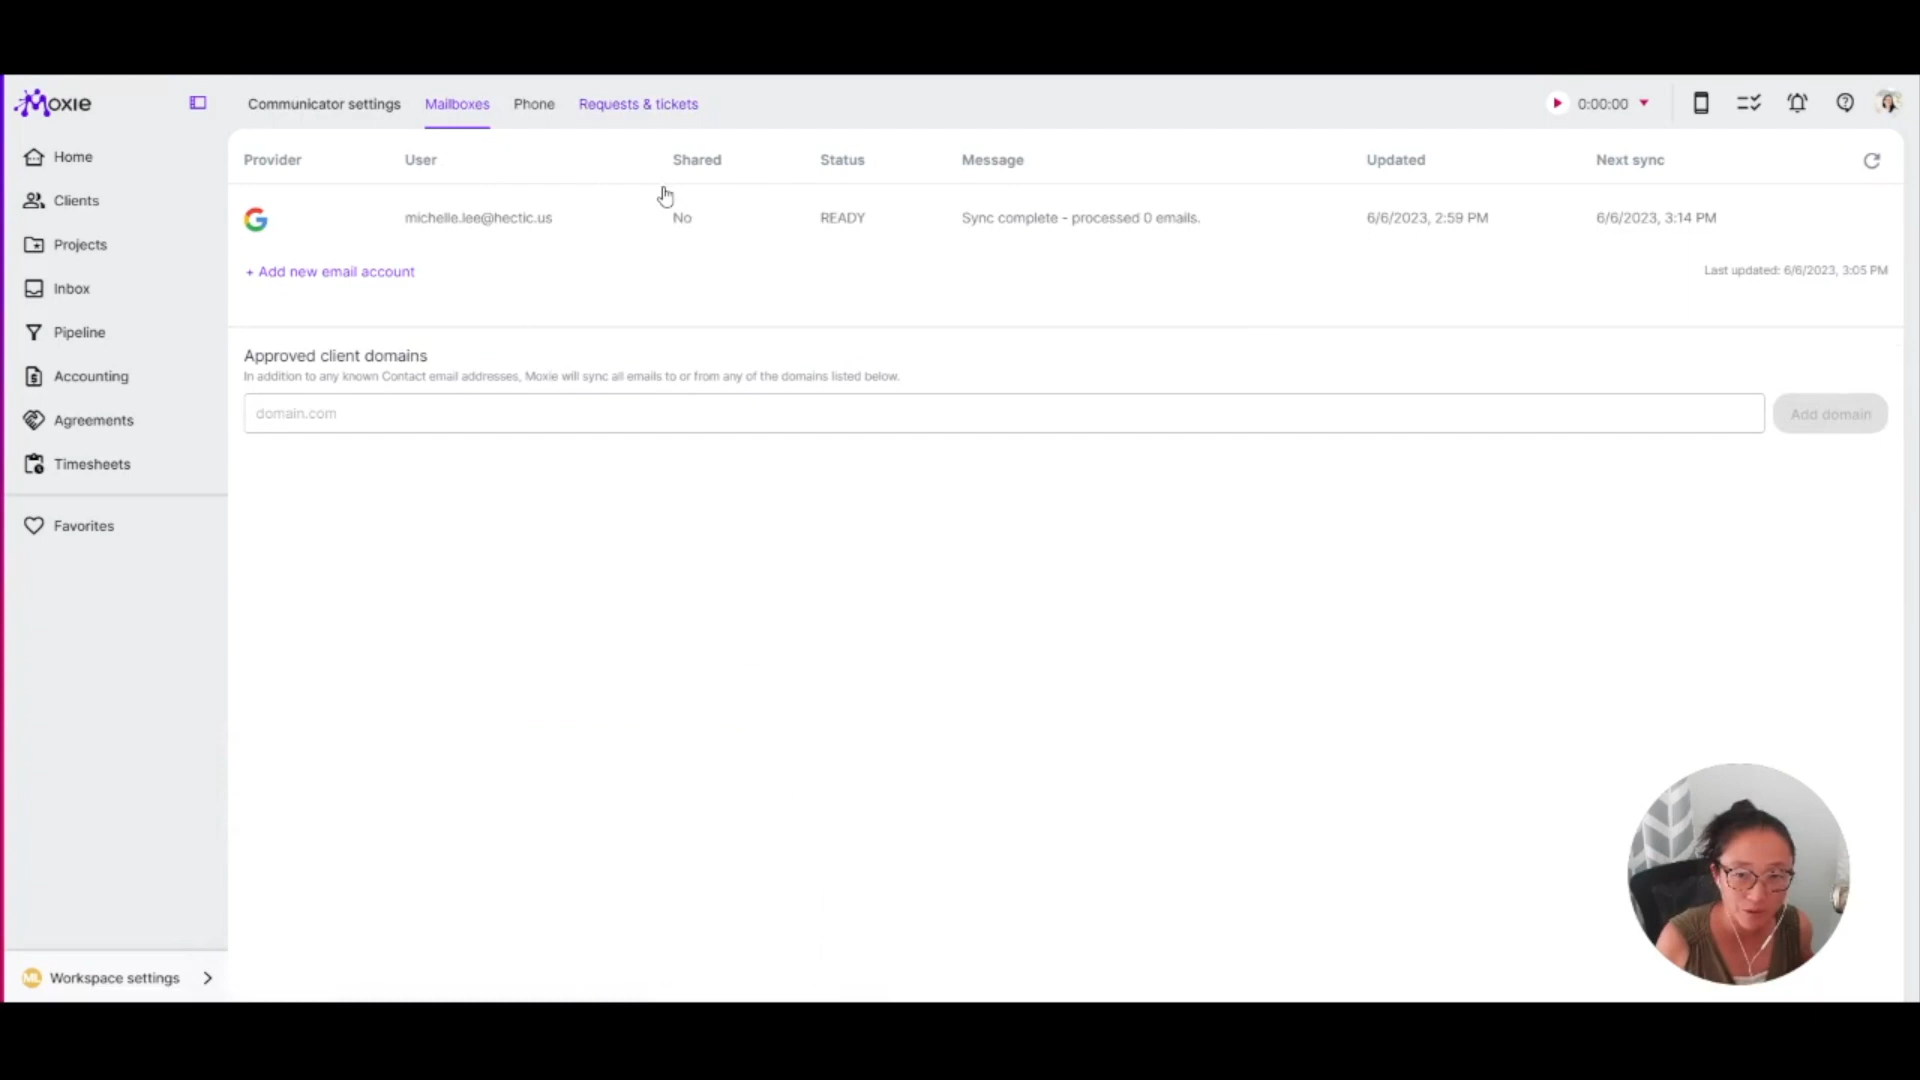 Moxie
Communicator settings Mailboxes Phone Requests & tickets
0:00:00
Home
Clients
Projects
Inbox
Pipeline
Accounting
Agreements
Timesheets
Favorites
ML Workspace settings
Provider User Shared Status Message Updated Next sync
michelle.lee@hectic.us No READY Sync complete - processed 0 emails. 6/6/2023, 2:59 PM 6/6/2023, 3:14 PM
+ Add new email account
Last updated: 6/6/2023, 3:05 PM
Approved client domains
In addition to any known Contact email addresses, Moxie will sync all emails to or from any of the domains listed below.
domain.com
Add domain